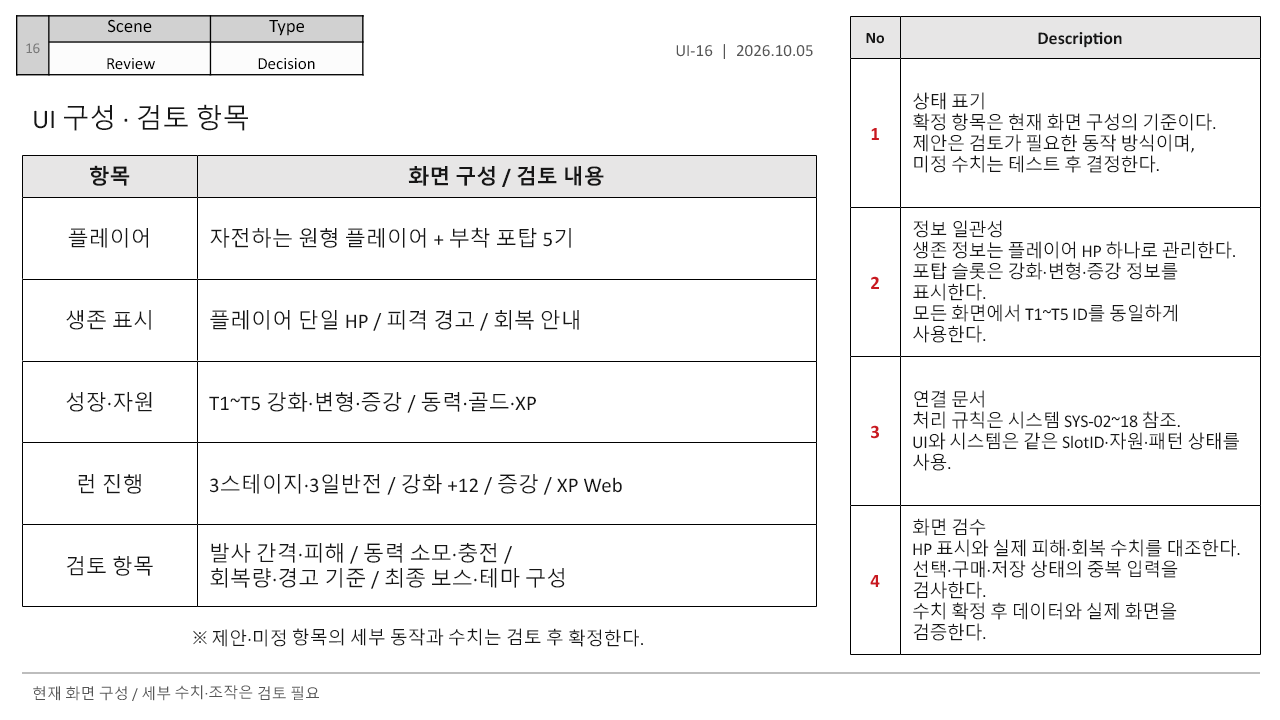 16
Scene
Type
Review
Decision
UI-16 | 2026.10.05
UI 구성 · 검토 항목
항목
화면 구성 / 검토 내용
플레이어
자전하는 원형 플레이어 + 부착 포탑 5기
생존 표시
플레이어 단일 HP / 피격 경고 / 회복 안내
성장·자원
T1~T5 강화·변형·증강 / 동력·골드·XP
런 진행
3스테이지·3일반전 / 강화 +12 / 증강 / XP Web
검토 항목
발사 간격·피해 / 동력 소모·충전 /
회복량·경고 기준 / 최종 보스·테마 구성
※ 제안·미정 항목의 세부 동작과 수치는 검토 후 확정한다.
No
Description
1
상태 표기
확정 항목은 현재 화면 구성의 기준이다.
제안은 검토가 필요한 동작 방식이며,
미정 수치는 테스트 후 결정한다.
2
정보 일관성
생존 정보는 플레이어 HP 하나로 관리한다.
포탑 슬롯은 강화·변형·증강 정보를
표시한다.
모든 화면에서 T1~T5 ID를 동일하게
사용한다.
3
연결 문서
처리 규칙은 시스템 SYS-02~18 참조.
UI와 시스템은 같은 SlotID·자원·패턴 상태를
사용.
4
화면 검수
HP 표시와 실제 피해·회복 수치를 대조한다.
선택·구매·저장 상태의 중복 입력을
검사한다.
수치 확정 후 데이터와 실제 화면을
검증한다.
현재 화면 구성 / 세부 수치·조작은 검토 필요